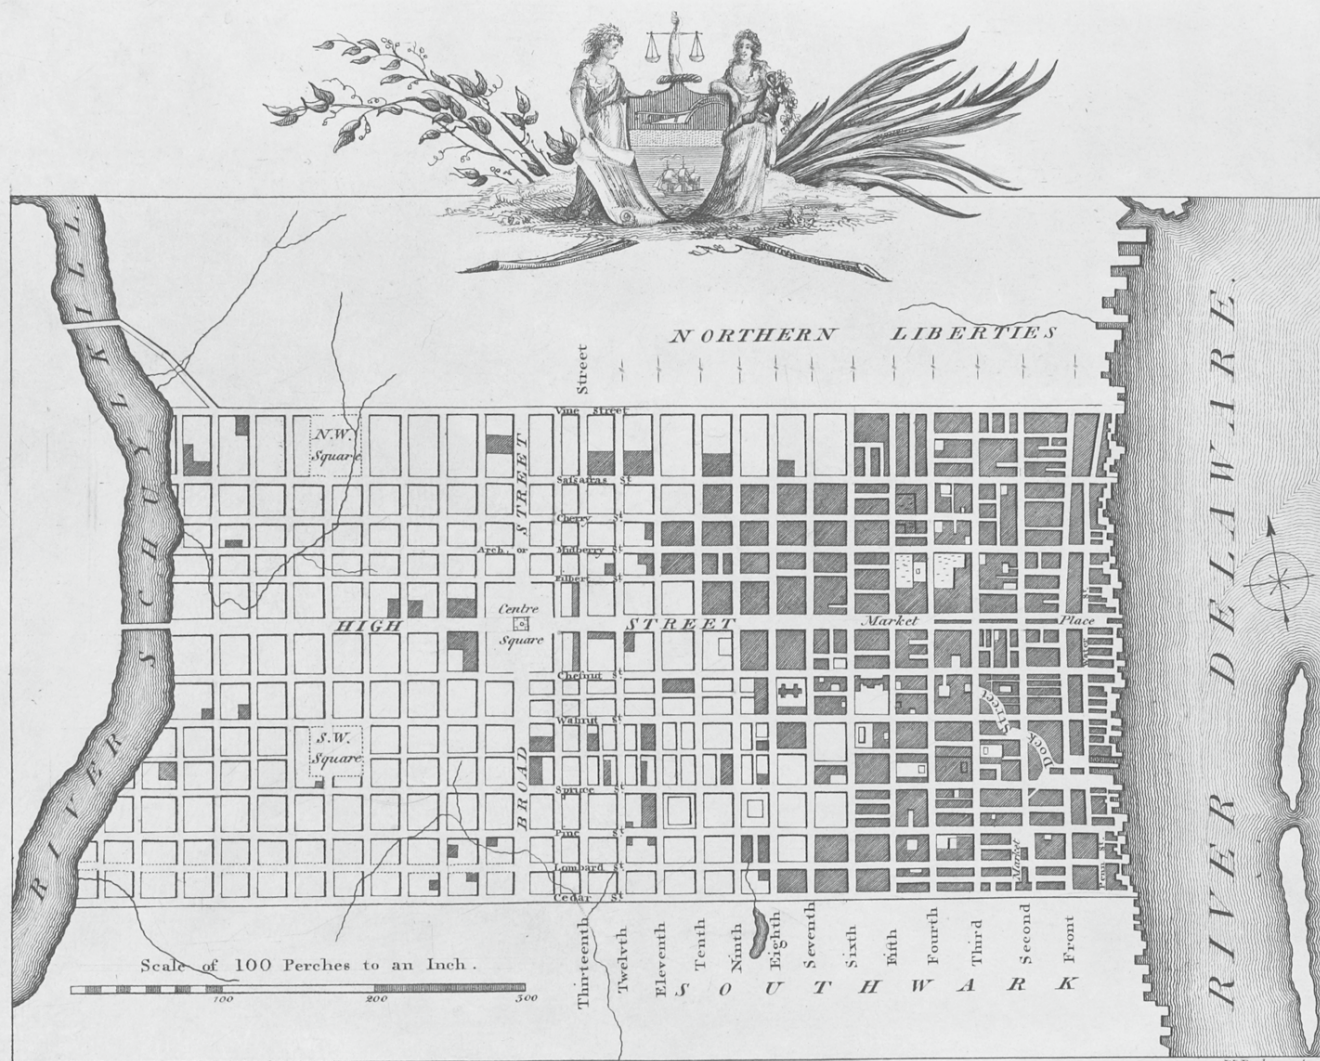 NORTHERN LIBERTIES
Street
Vine Street
N.W.
Square
STREET
Sassafras St
Cherry St
Arch. or Mulberry St
Filbert St
Centre
Square
HIGH STREET Market Place
Chesnut St
Walnut St
S.W.
Square
Dock Street
Spruce St
BROAD
Pine St
Market
Lombard St
Penn St
Cedar St
RIVER SCHUYLKILL.
RIVER DELAWARE.
Thirteenth
Twelvth
Eleventh
Tenth
Ninth
Eighth
Seventh
Sixth
Fifth
Fourth
Third
Second
Front
Scale of 100 Perches to an Inch.
100 200 300
SOUTHWARK